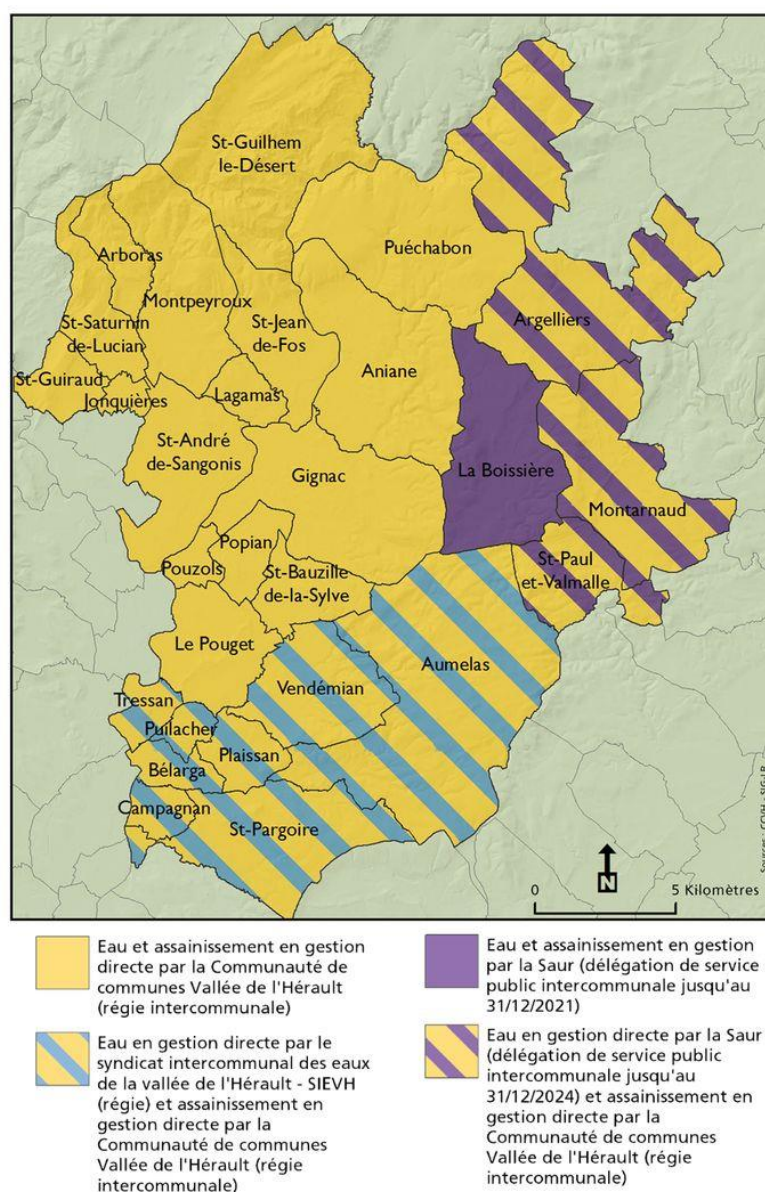 St-Guilhem
le-Désert
Puéchabon
Arboras
Montpeyroux
Argelliers
St-Saturnin
de-Lucian
St-Jean
de-Fos
Aniane
St-Guiraud
Jonquières
Lagamas
St-André
de-Sangonis
Gignac
La Boissière
Montarnaud
Popian
Pouzols
St-Bauzille
de-la-Sylve
St-Paul
et-Valmalle
Le Pouget
Vendémian
Aumelas
Tressan
Puilacher
Plaissan
Bélarga
Campagnan
St-Pargoire
N
0
5 Kilomètres
Sources : CCVH - SIG-LR
Eau et assainissement en gestion
directe par la Communauté de
communes Vallée de l'Hérault
(régie intercommunale)
Eau en gestion directe par le
syndicat intercommunal des eaux
de la vallée de l'Hérault - SIEVH
(régie) et assainissement en
gestion directe par la
Communauté de communes
Vallée de l'Hérault (régie
intercommunale)
Eau et assainissement en gestion
par la Saur (délégation de service
public intercommunale jusqu'au
31/12/2021)
Eau en gestion directe par la Saur
(délégation de service public
intercommunale jusqu'au
31/12/2024) et assainissement en
gestion directe par la
Communauté de communes
Vallée de l'Hérault (régie
intercommunale)